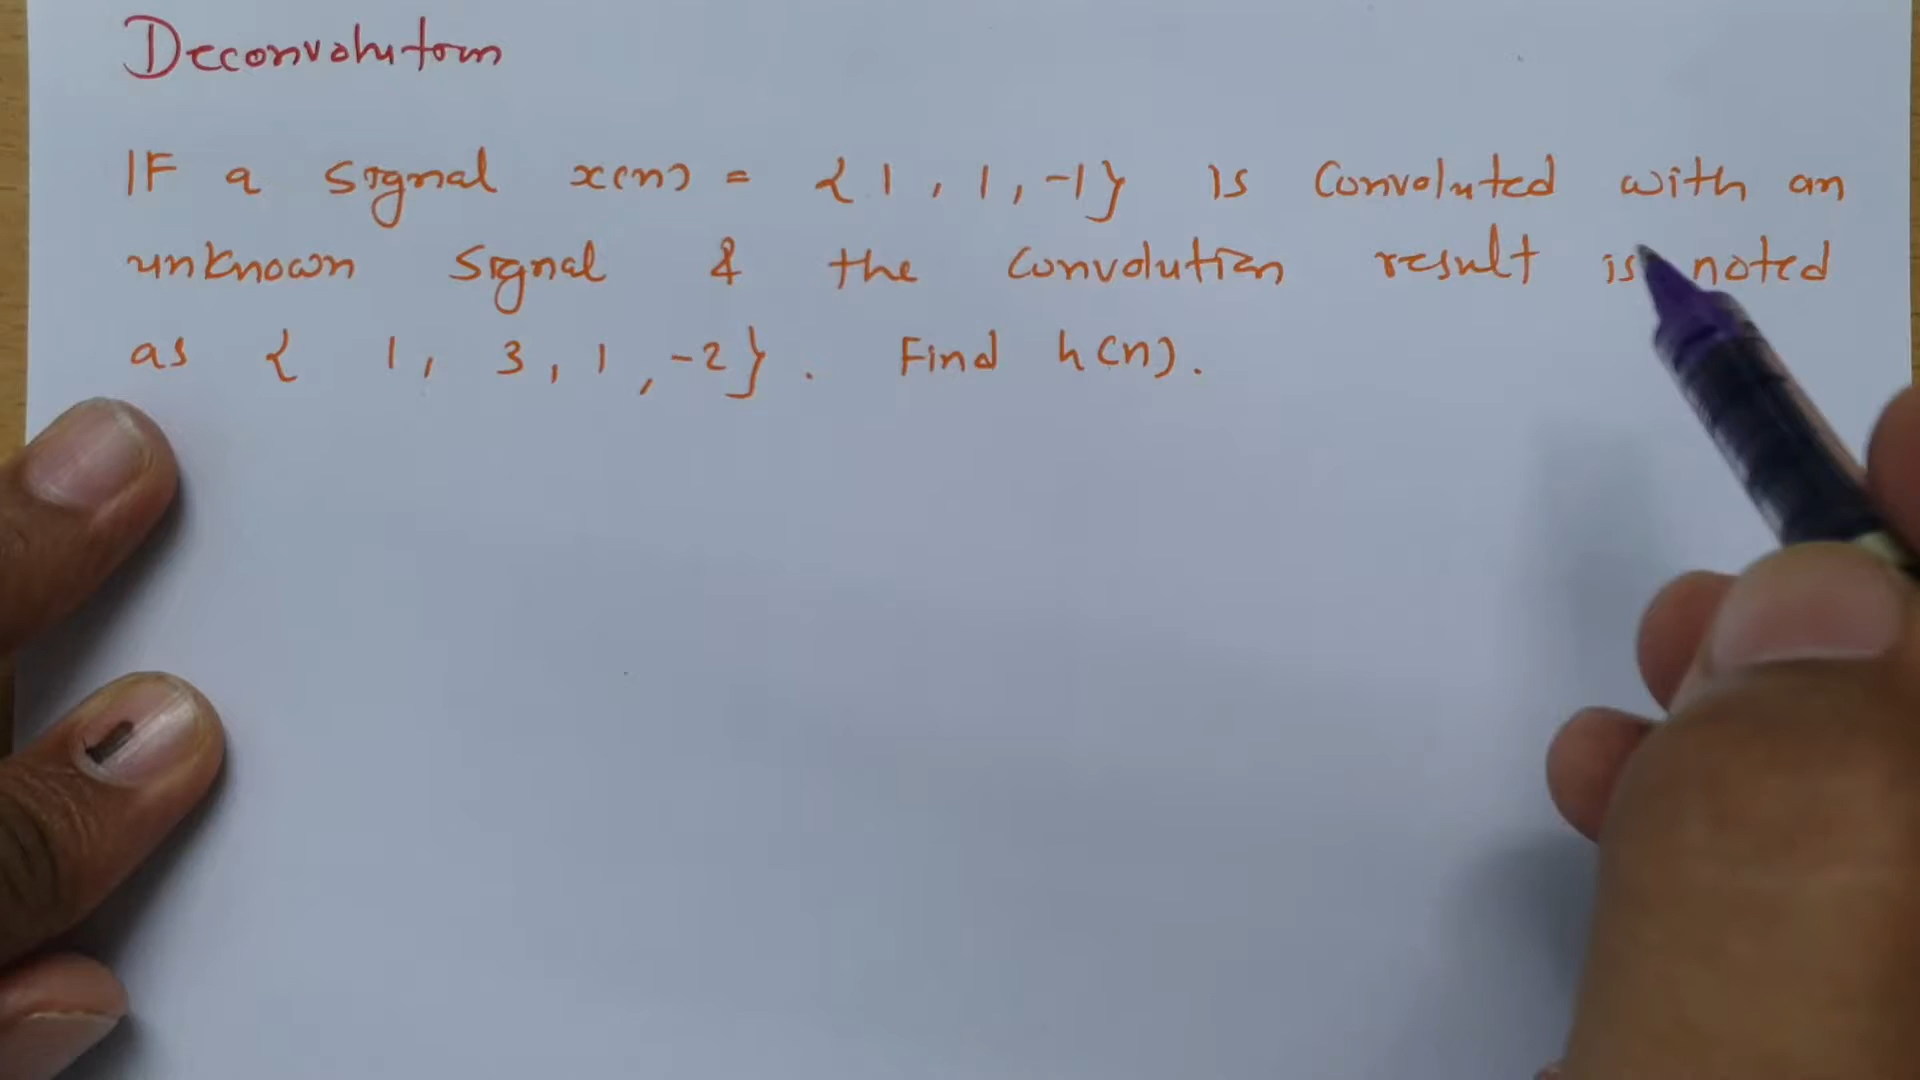 Deconvolution
IF a signal x(n) = {1, 1, -1} is convoluted with an
unknown signal & the convolution result is noted
as { 1, 3, 1, -2}. Find h(n).